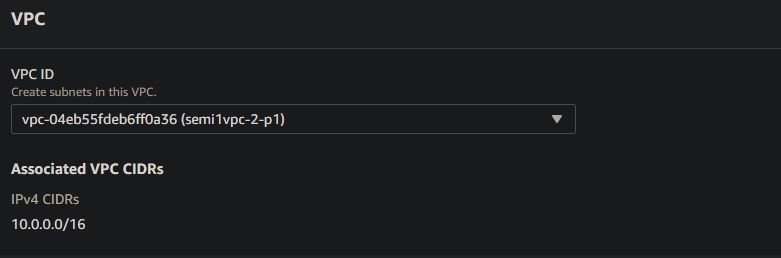 VPC
VPC ID
Create subnets in this VPC.
vpc-04eb55fdeb6ff0a36 (semi1vpc-2-p1)
Associated VPC CIDRs
IPv4 CIDRs
10.0.0.0/16